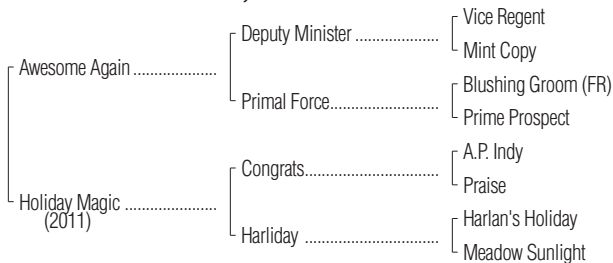 Vice Regent
Deputy Minister ....................
Mint Copy
Awesome Again ....................
Blushing Groom (FR)
Primal Force..........................
Prime Prospect
A.P. Indy
Congrats................................
Praise
Holiday Magic ......................
(2011)
Harlan's Holiday
Harliday ................................
Meadow Sunlight